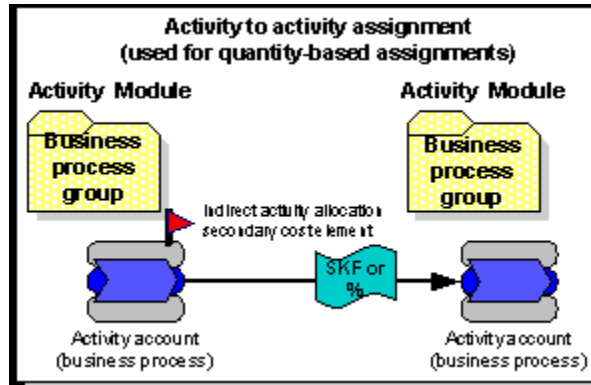 Activity to activity assignment
(used for quantity-based assignments)
Activity Module
Activity Module
Business
process
group
Business
process
group
Indirect activity allocation
secondary cost element
SKF or
%
Activity account
(business process)
Activity account
(business process)